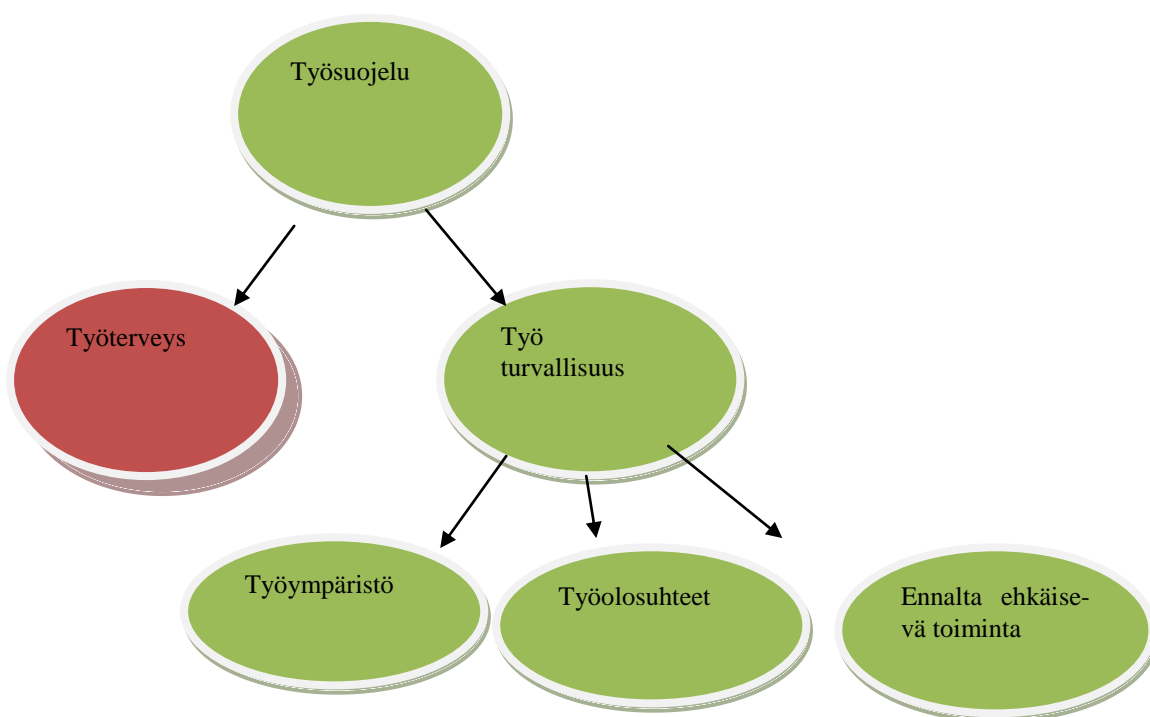 Työsuojelu
Työterveys
Työ
turvallisuus
Työympäristö
Työolosuhteet
Ennalta ehkäise-
vä toiminta